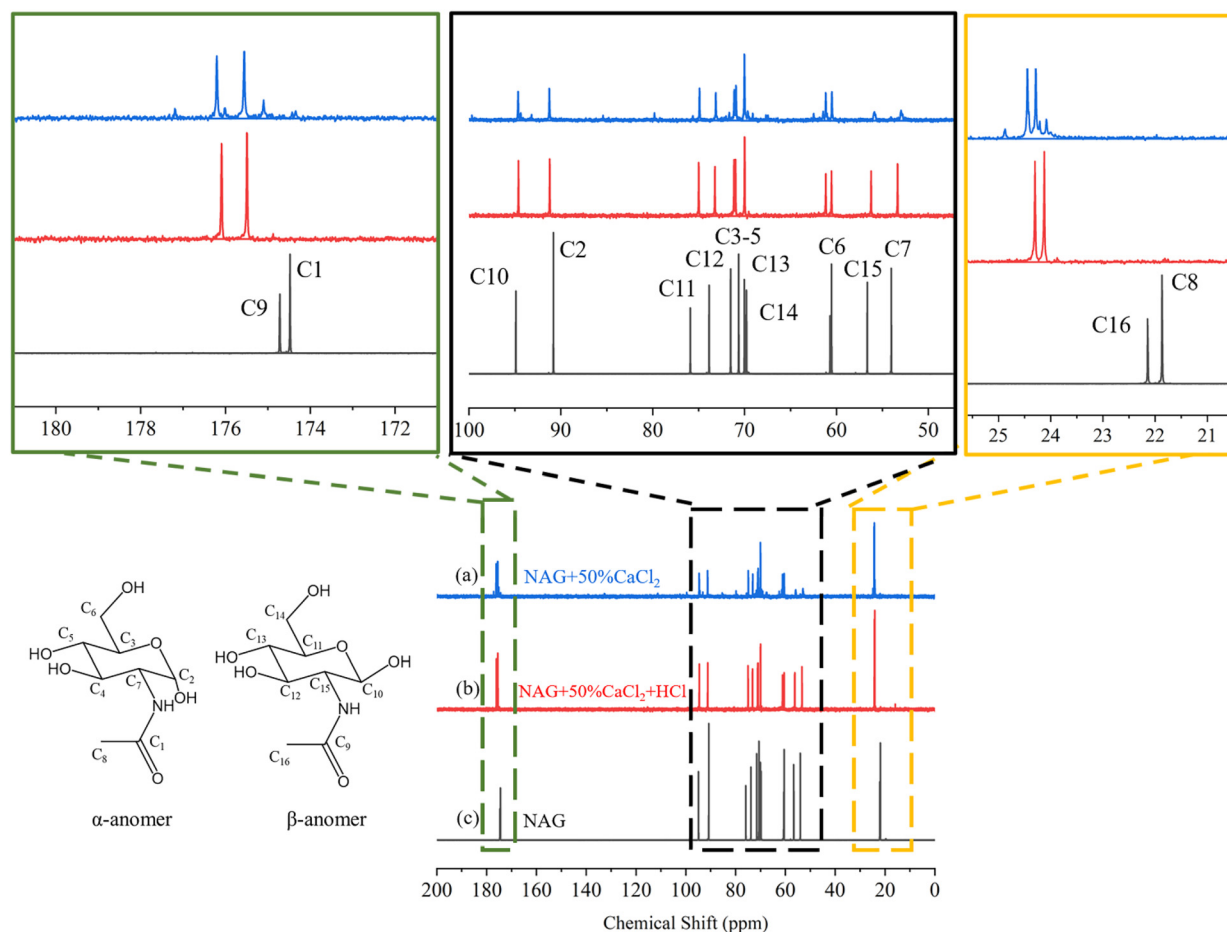 C9
C1
180 178 176 174 172
C10
C2
C11
C12
C3-5
C13
C14
C6
C15
C7
100 90 80 70 60 50
C16
C8
25 24 23 22 21
OH
C₆
C₅
C₃
O
HO
HO
C₂
C₄
C₇
OH
NH
C₈
C₁
O
α-anomer
OH
C₁₄
C₁₃
C₁₁
O
HO
HO
OH
C₁₂
C₁₅
C₁₀
NH
C₁₆
C₉
O
β-anomer
(a) NAG+50%CaCl₂
(b) NAG+50%CaCl₂+HCl
(c) NAG
200 180 160 140 120 100 80 60 40 20 0
Chemical Shift (ppm)